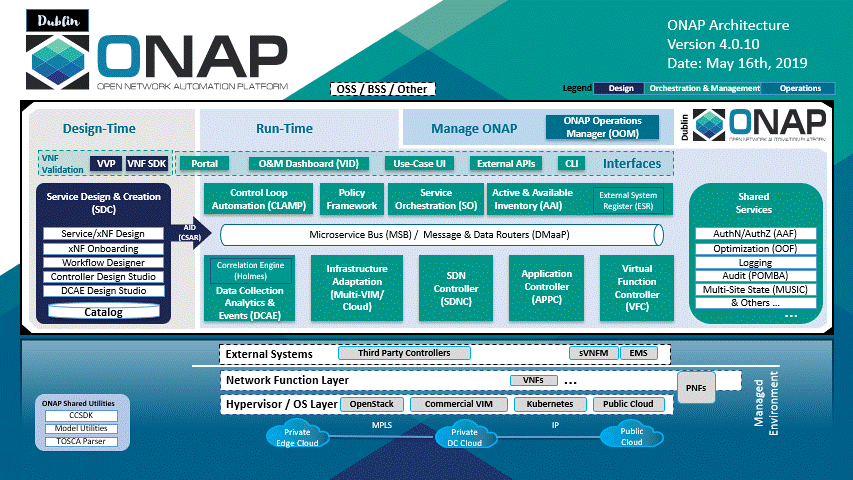 Dublin
ONAP
OPEN NETWORK AUTOMATION PLATFORM
ONAP Architecture
Version 4.0.10
Date: May 16th, 2019
OSS / BSS / Other
Legend
Design
Orchestration & Management
Operations
Design-Time
Run-Time
Manage ONAP
ONAP Operations
Manager (OOM)
Dublin
ONAP
OPEN NETWORK AUTOMATION PLATFORM
VNF
Validation
VVP
VNF SDK
Portal
O&M Dashboard (VID)
Use-Case UI
External APIs
CLI
Interfaces
Service Design & Creation
(SDC)
Service/xNF Design
xNF Onboarding
Workflow Designer
Controller Design Studio
DCAE Design Studio
Catalog
AID
(CSAR)
Control Loop
Automation (CLAMP)
Policy
Framework
Service
Orchestration (SO)
Active & Available
Inventory (AAI)
External System
Register (ESR)
Microservice Bus (MSB) / Message & Data Routers (DMaaP)
Correlation Engine
(Holmes)
Data Collection
Analytics &
Events (DCAE)
Infrastructure
Adaptation
(Multi-VIM/
Cloud)
SDN
Controller
(SDNC)
Application
Controller
(APPC)
Virtual
Function
Controller
(VFC)
Shared
Services
AuthN/AuthZ (AAF)
Optimization (OOF)
Logging
Audit (POMBA)
Multi-Site State (MUSIC)
& Others ...
...
External Systems
Third Party Controllers
sVNFM
EMS
Network Function Layer
VNFs
...
PNFs
Hypervisor / OS Layer
OpenStack
Commercial VIM
Kubernetes
Public Cloud
Managed
Environment
ONAP Shared Utilities
CCSDK
Model Utilities
TOSCA Parser
Private
Edge Cloud
MPLS
Private
DC Cloud
IP
Public
Cloud